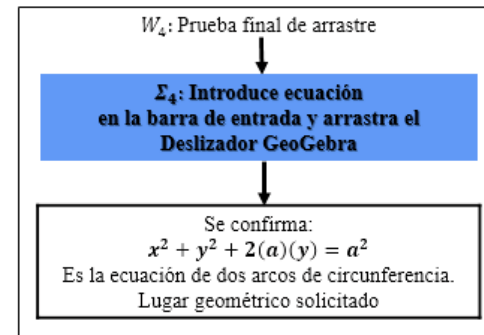 W₄: Prueba final de arrastre
Σ₄: Introduce ecuación
en la barra de entrada y arrastra el
Deslizador GeoGebra
Se confirma:
x² + y² + 2(a)(y) = a²
Es la ecuación de dos arcos de circunferencia.
Lugar geométrico solicitado